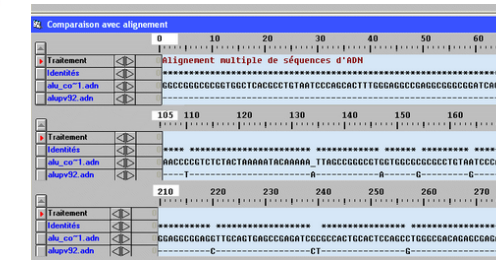 Comparaison avec alignement
0 10 20 30 40 50 60
Traitement Alignement multiple de séquences d'ADN
Identités ************************************************************
alu_co~1.adn GGCCGGGCGCGGTGGCTCACGCCTGTAATCCCAGCACTTTGGGAGGCCGAGGCGGGCGGATCA
alupv92.adn ---------------------------------------------------------------
105 110 120 130 140 150 160
Traitement
Identités **** ************************ ************* ****** ********* ****
alu_co~1.adn AACCCCGTCTCTACTAAAAATACAAAAA_TTAGCCGGGCGTGGTGGCGCGCGCCTGTAATCCC
alupv92.adn ----T------------------------A-------------A------G---------G----
210 220 230 240 250 260 270
Traitement
Identités ********** ****************** ***************** ****************
alu_co~1.adn GGAGGCGGAGGTTGCAGTGAGCCGAGATCGCGCCACTGCACTCCAGCCTGGGCGACAGAGCGAG
alupv92.adn ----------C------------------CT-----------------G---------------